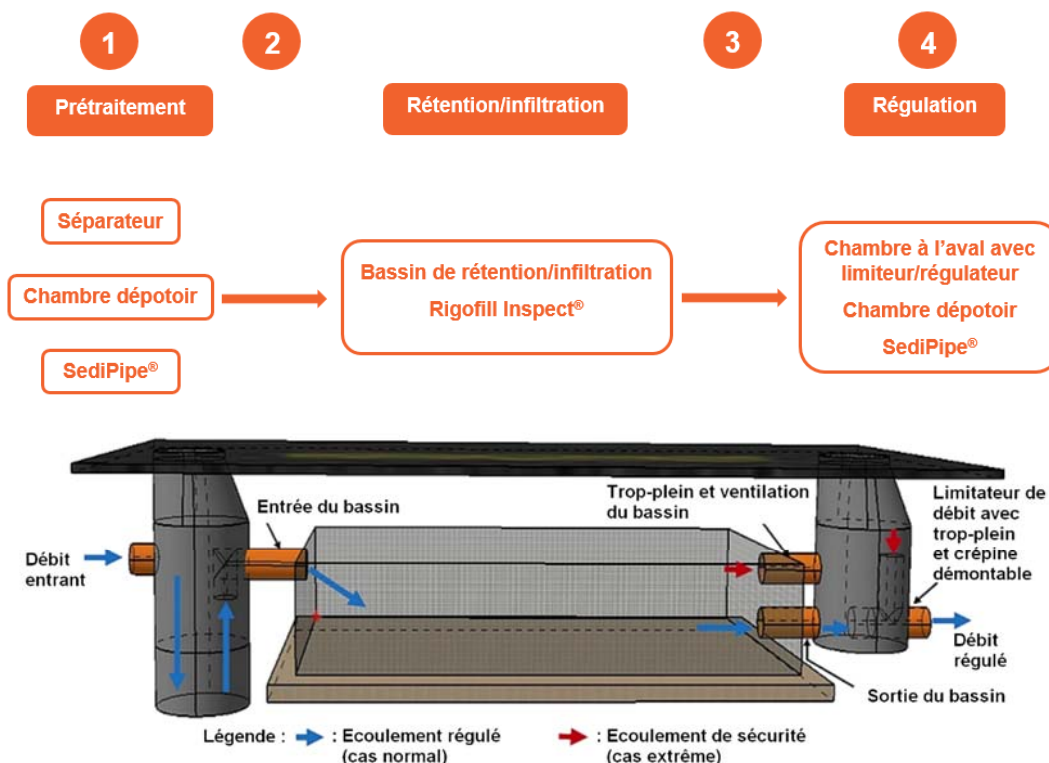 1
2
3
4
Prétraitement
Rétention/infiltration
Régulation
Séparateur
Chambre dépotoir
SediPipe®
Bassin de rétention/infiltration
Rigofill Inspect®
Chambre à l'aval avec
limiteur/régulateur
Chambre dépotoir
SediPipe®
Débit
entrant
Entrée du bassin
Trop-plein et ventilation
du bassin
Limitateur de
débit avec
trop-plein
et crépine
démontable
Débit
régulé
Sortie du bassin
Légende : : Ecoulement régulé
(cas normal)
: Ecoulement de sécurité
(cas extrême)